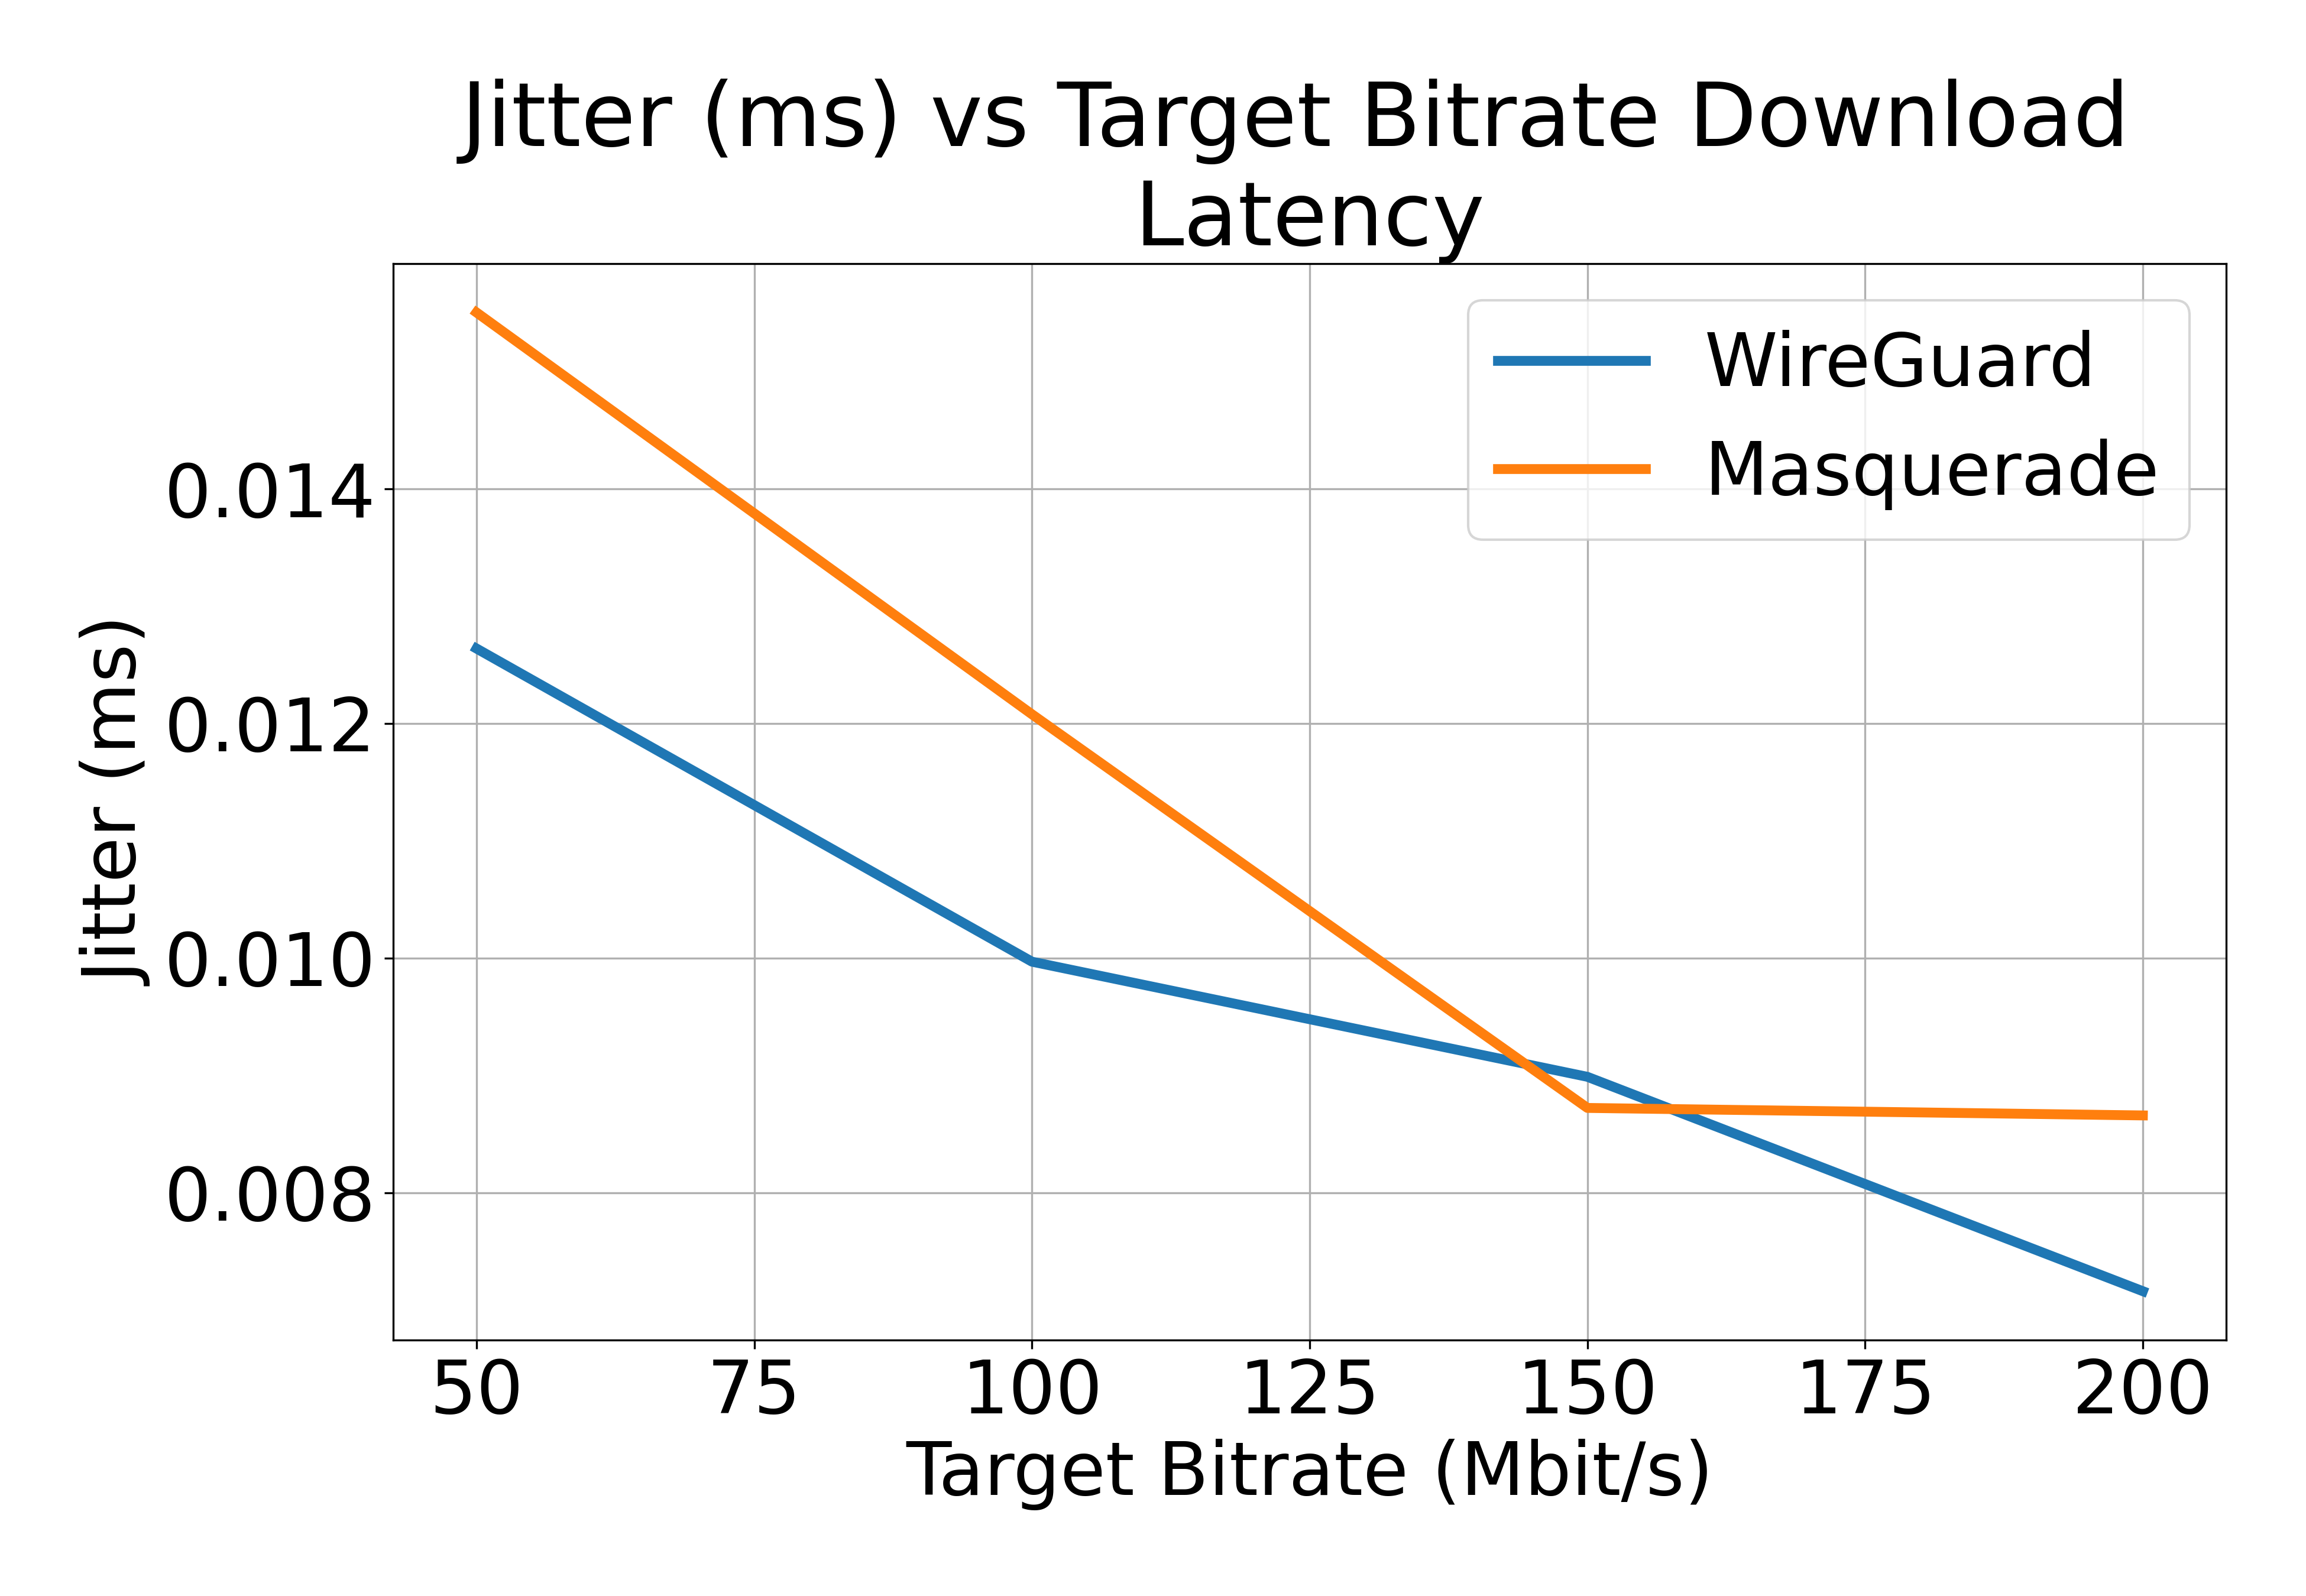 Jitter (ms) vs Target Bitrate Download
Latency
WireGuard
Masquerade
Jitter (ms)
0.014
0.012
0.010
0.008
50 75 100 125 150 175 200
Target Bitrate (Mbit/s)